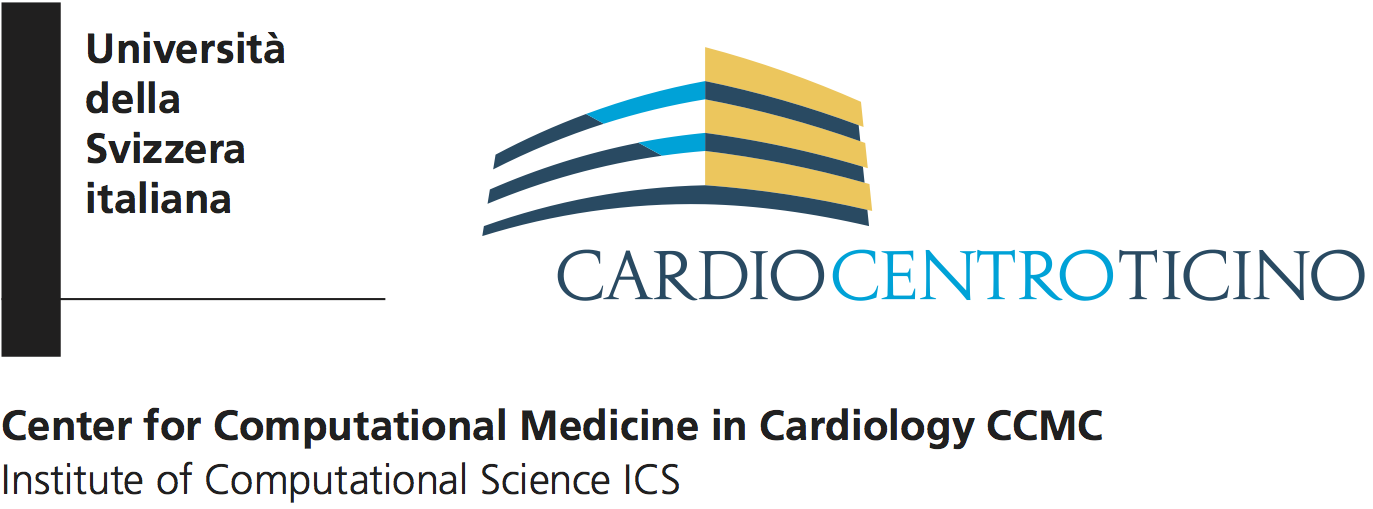 Università
della
Svizzera
italiana
CARDIOCENTROTICINO
Center for Computational Medicine in Cardiology CCMC
Institute of Computational Science ICS